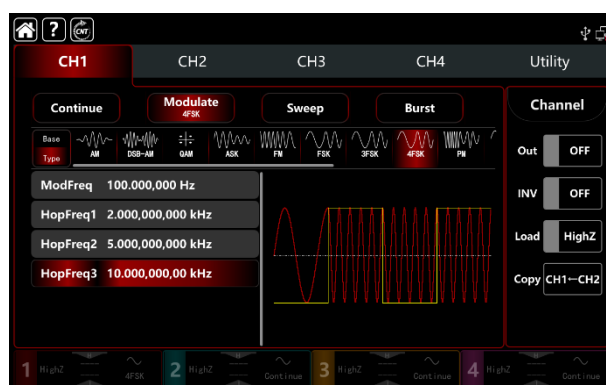 ? CNT
CH1 CH2 CH3 CH4 Utility
Continue Modulate Sweep Burst Channel
4FSK
Base
Type AM DSB-AM QAM ASK FM FSK 3FSK 4FSK PM
Out OFF
ModFreq 100.000,000 Hz
INV OFF
HopFreq1 2.000,000,000 kHz
HopFreq2 5.000,000,000 kHz
Load HighZ
HopFreq3 10.000,000,00 kHz
Copy CH1←CH2
1 HighZ 4FSK 2 HighZ Continue 3 HighZ Continue 4 HighZ Continue